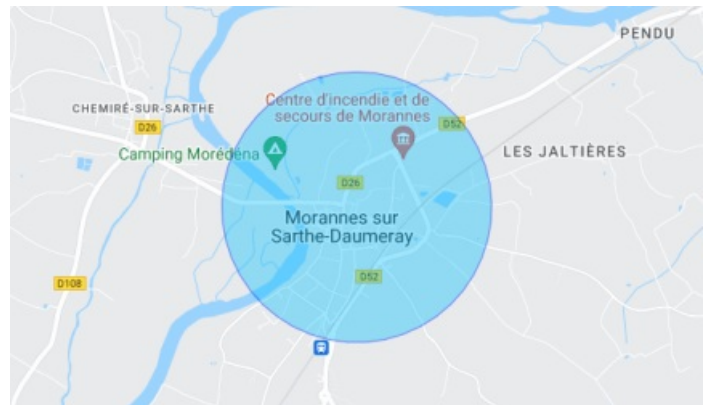 PENDU
Centre d'incendie et de
secours de Morannes
CHEMIRÉ-SUR-SARTHE
D26
D52
Camping Morédéna
LES JALTIÈRES
D26
Morannes sur
Sarthe-Daumeray
D108
D52